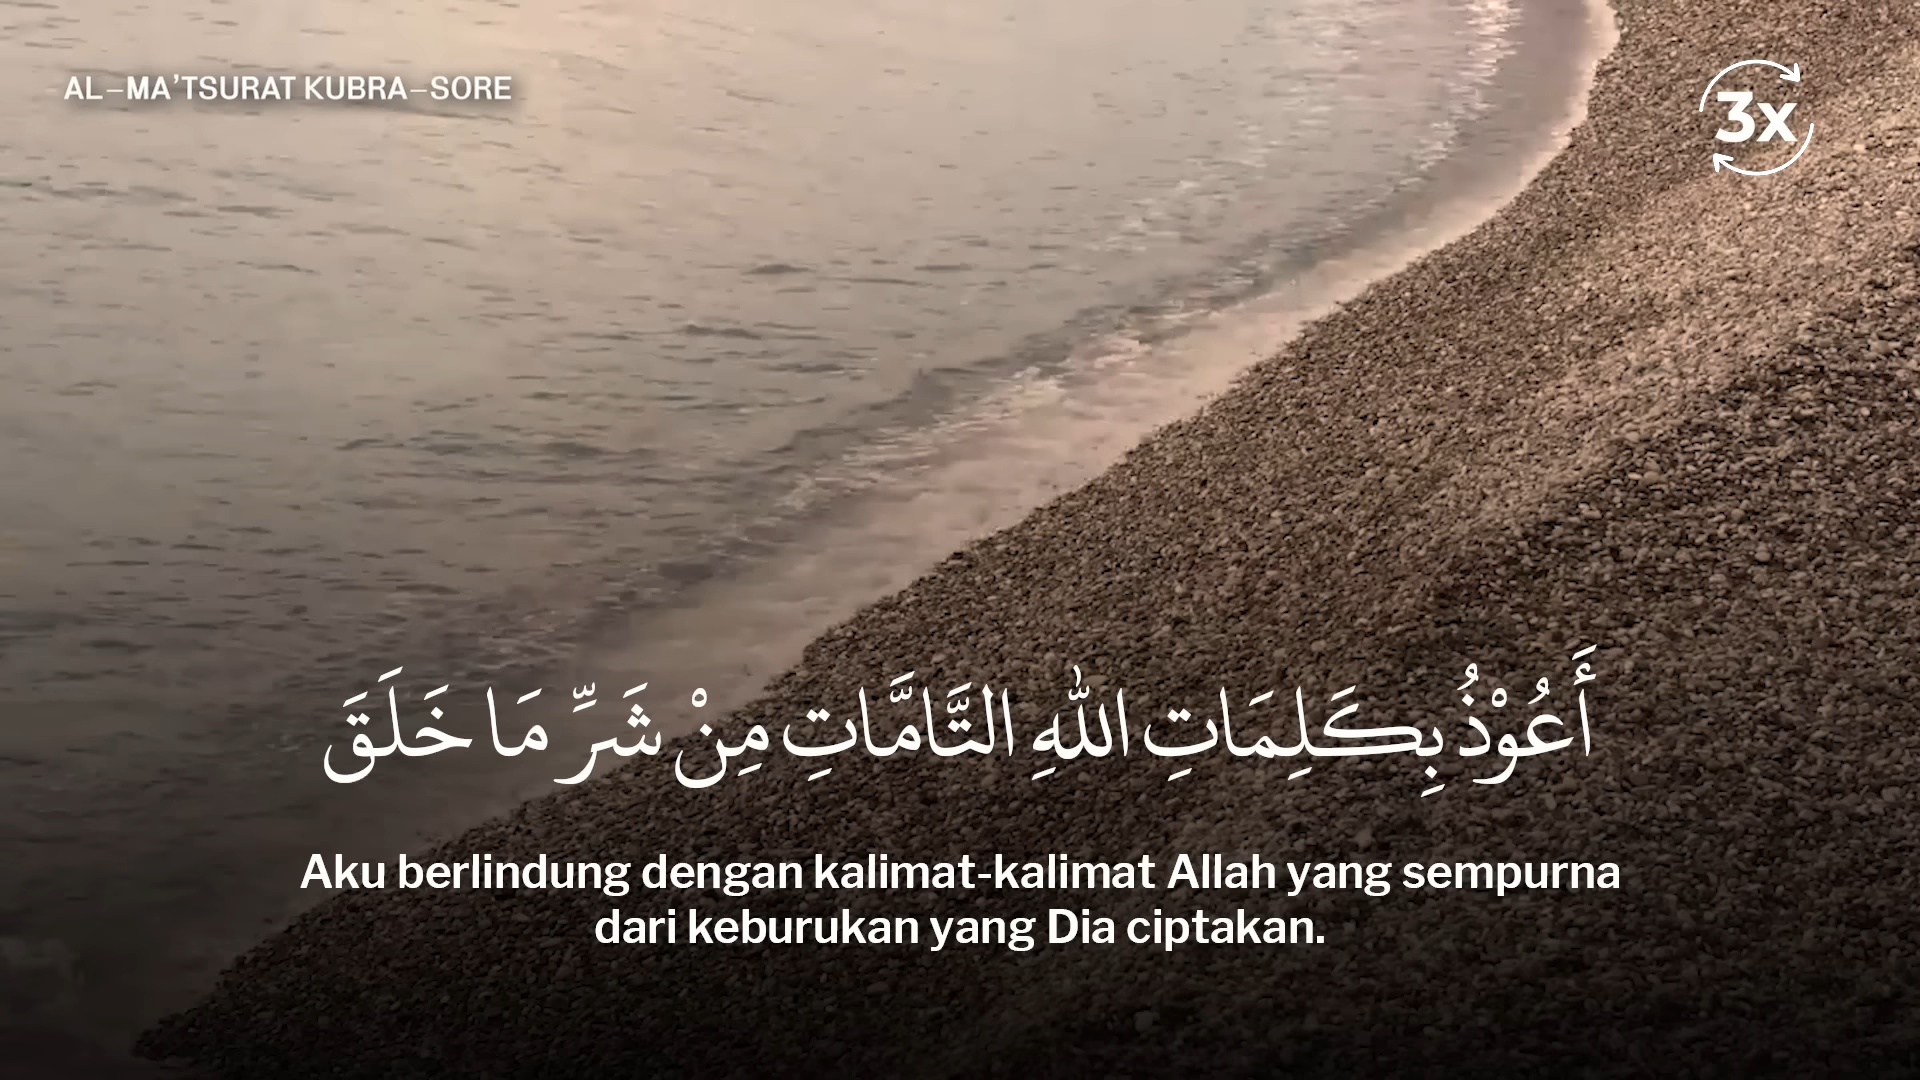 AL-MA'TSURAT KUBRA-SORE
3x
أَعُوْذُ بِكَلِمَاتِ اللهِ التَّامَّاتِ مِنْ شَرِّ مَا خَلَقَ
Aku berlindung dengan kalimat-kalimat Allah yang sempurna
dari keburukan yang Dia ciptakan.